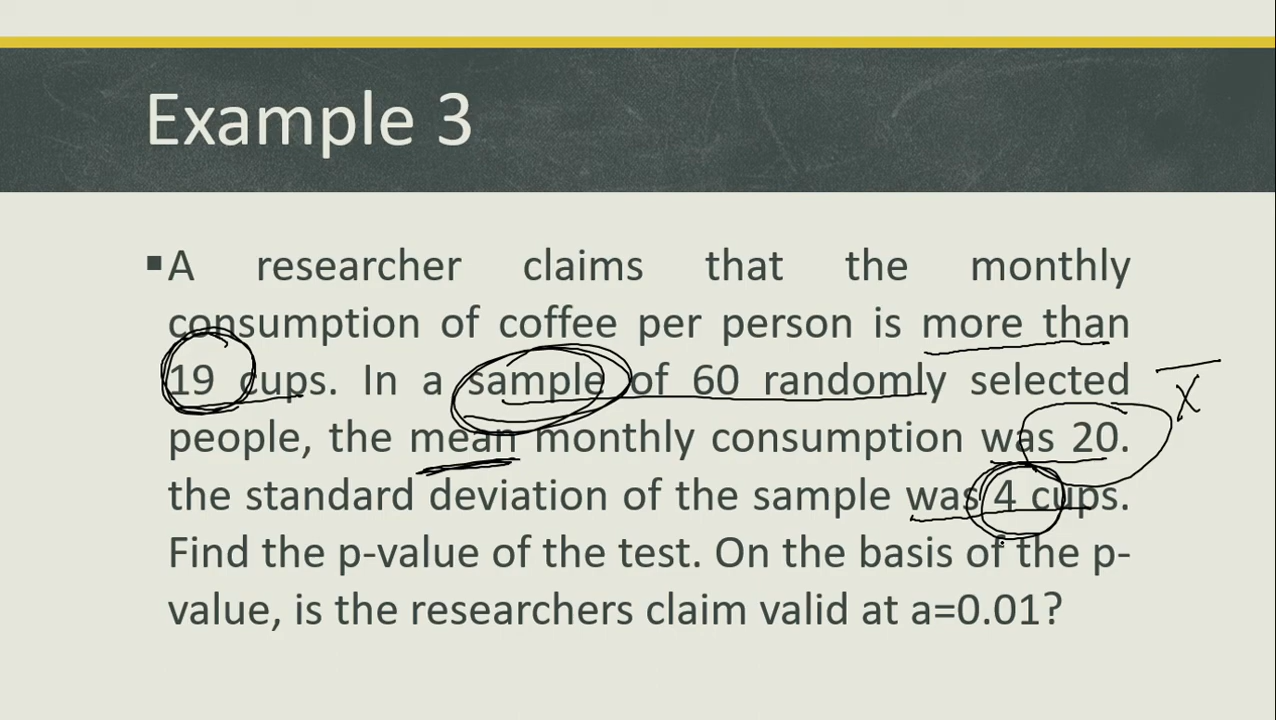 Example 3
▪A researcher claims that the monthly
consumption of coffee per person is more than
19 cups. In a sample of 60 randomly selected
X̅
people, the mean monthly consumption was 20.
the standard deviation of the sample was 4 cups.
Find the p-value of the test. On the basis of the p-
value, is the researchers claim valid at a=0.01?